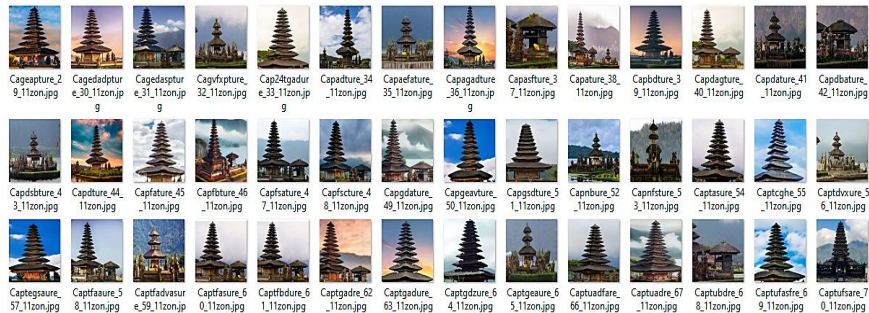 Cageapture_2 Cagedadptur Cagedasptur Cagvfxpture_ Cap24tgadur Capadture_34 Capaefature_ Capagadture Capasfture_3 Capature_38_ Capbdture_3 Capdagture_ Capdature_41 Capdbature_
9_11zon.jpg e_30_11zon.jp e_31_11zon.jp 32_11zon.jpg e_33_11zon.jp _11zon.jpg 35_11zon.jpg _36_11zon.jp 7_11zon.jpg 11zon.jpg 9_11zon.jpg 40_11zon.jpg _11zon.jpg 42_11zon.jpg
g g g g
Capdsbture_4 Capdture_44_ Capfature_45 Capfbture_46 Capfsature_4 Capfscture_4 Capgdature_ Capgeavture_ Capgsdture_5 Capnbure_52 Capnfsture_5 Captasure_54 Captcghe_55_ Captdvxure_5
3_11zon.jpg 11zon.jpg _11zon.jpg _11zon.jpg 7_11zon.jpg 8_11zon.jpg 49_11zon.jpg 50_11zon.jpg 1_11zon.jpg _11zon.jpg 3_11zon.jpg _11zon.jpg 11zon.jpg 6_11zon.jpg
Captegsaure_ Captfaaure_5 Captfadvasur Captfasure_6 Captfbdure_6 Captgadre_62 Captgadure_ Captgdzure_6 Captgeaure_6 Captuadfare_ Captuadre_67 Captubdre_6 Captufasfre_6 Captufsare_7
57_11zon.jpg 8_11zon.jpg e_59_11zon.jp 0_11zon.jpg 1_11zon.jpg _11zon.jpg 63_11zon.jpg 4_11zon.jpg 5_11zon.jpg 66_11zon.jpg _11zon.jpg 8_11zon.jpg 9_11zon.jpg 0_11zon.jpg